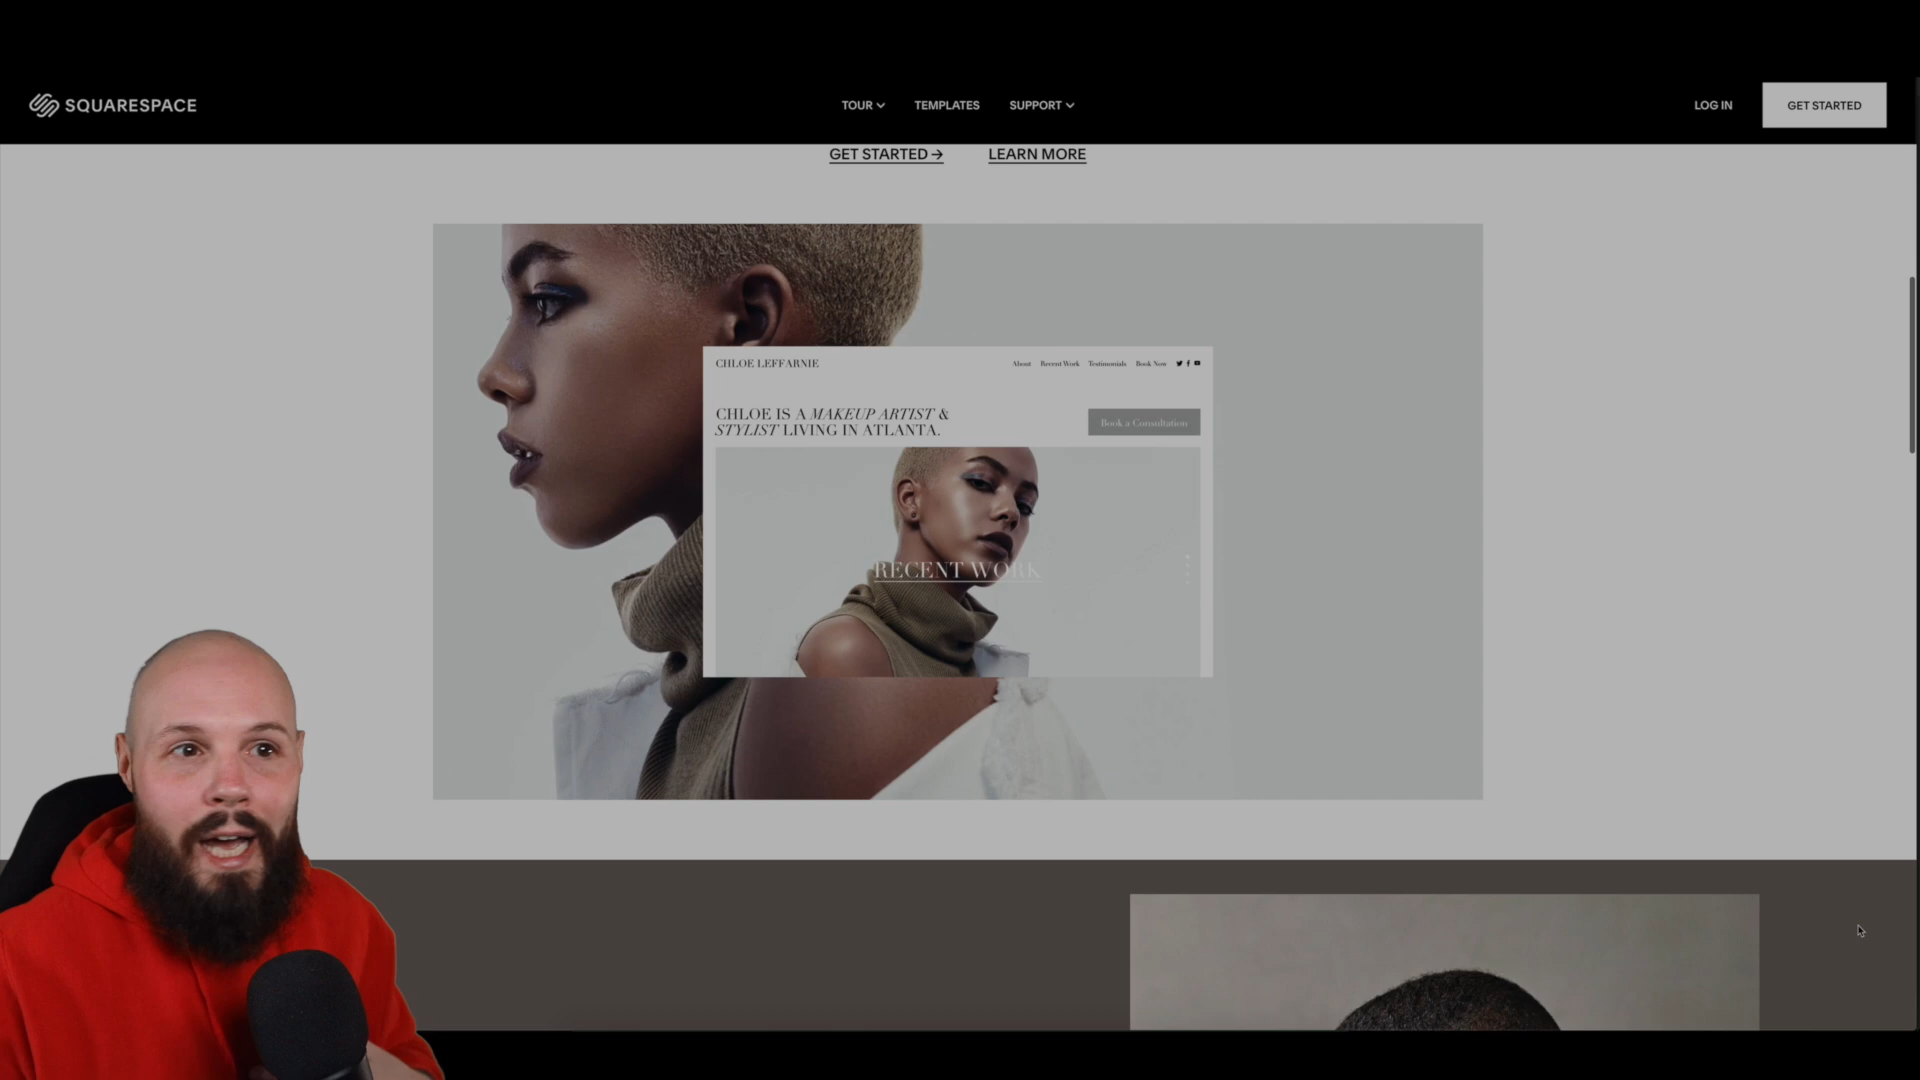 SQUARESPACE
TOUR
TEMPLATES
SUPPORT
LOG IN
GET STARTED
GET STARTED →
LEARN MORE
CHLOE LEFFARNIE
About
Recent Work
Testimonials
Book Now
CHLOE IS A MAKEUP ARTIST &
STYLIST LIVING IN ATLANTA.
Book a Consultation
RECENT WORK